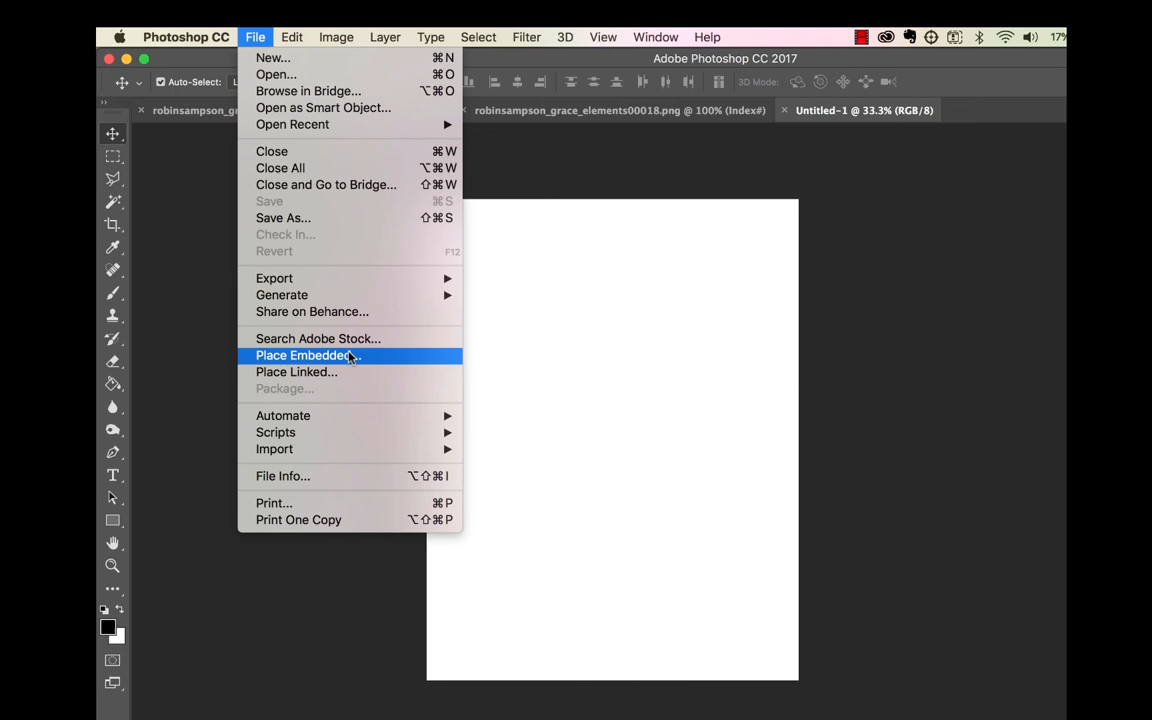 Photoshop CC File Edit Image Layer Type Select Filter 3D View Window Help 17%
Adobe Photoshop CC 2017
Auto-Select: 3D Mode:
robinsampson_gr robinsampson_grace_elements00018.png @ 100% (Index#) Untitled-1 @ 33.3% (RGB/8)
New... ⌘N
Open... ⌘O
Browse in Bridge... ⌥⌘O
Open as Smart Object...
Open Recent
Close ⌘W
Close All ⌥⌘W
Close and Go to Bridge... ⇧⌘W
Save ⌘S
Save As... ⇧⌘S
Check In...
Revert F12
Export
Generate
Share on Behance...
Search Adobe Stock...
Place Embedded...
Place Linked...
Package...
Automate
Scripts
Import
File Info... ⌥⇧⌘I
Print... ⌘P
Print One Copy ⌥⇧⌘P